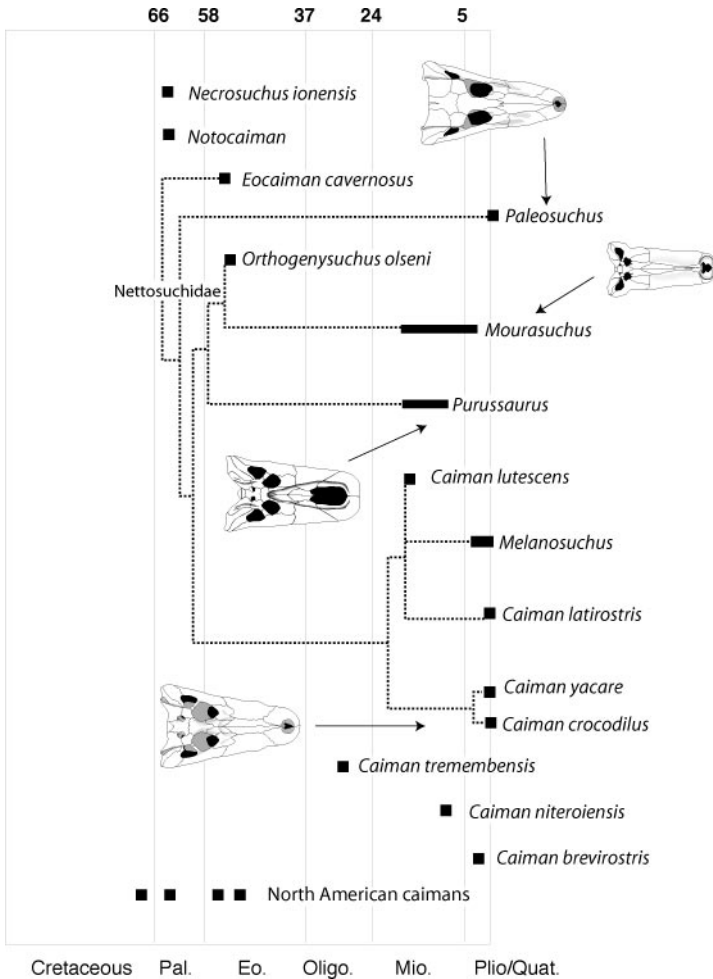 66 58 37 24 5
Necrosuchus ionensis
Notocaiman
Eocaiman cavernosus
Paleosuchus
Orthogenysuchus olseni
Nettosuchidae
Mourasuchus
Purussaurus
Caiman lutescens
Melanosuchus
Caiman latirostris
Caiman yacare
Caiman crocodilus
Caiman tremembensis
Caiman niteroiensis
Caiman brevirostris
North American caimans
Cretaceous Pal. Eo. Oligo. Mio. Plio/Quat.